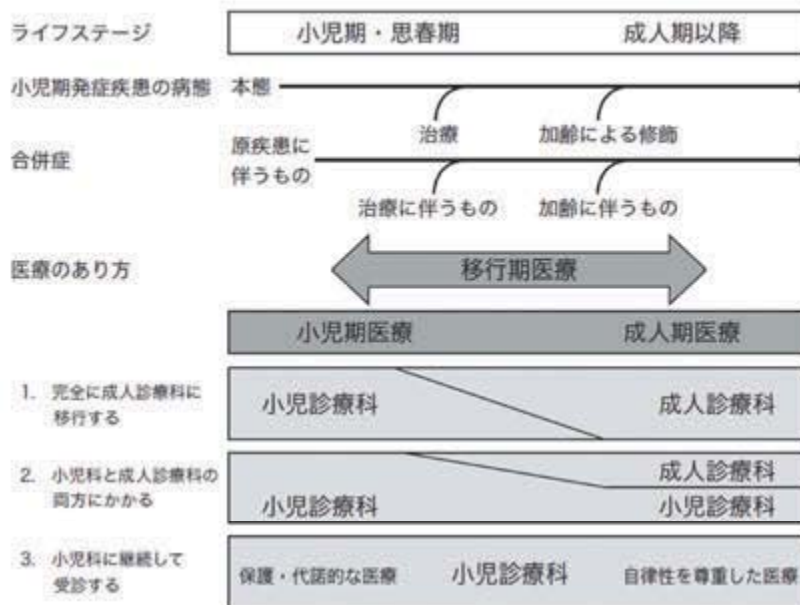 ライフステージ
小児期・思春期
成人期以降
小児期発症疾患の病態
本態
治療
加齢による修飾
合併症
原疾患に
伴うもの
治療に伴うもの
加齢に伴うもの
医療のあり方
移行期医療
小児期医療
成人期医療
1. 完全に成人診療科に
移行する
小児診療科
成人診療科
2. 小児科と成人診療科の
両方にかかる
成人診療科
小児診療科
小児診療科
3. 小児科に継続して
受診する
保護・代諾的な医療
小児診療科
自律性を尊重した医療